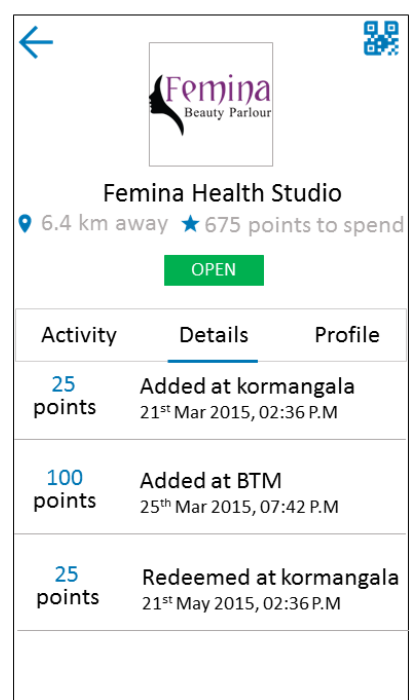 Femina
Beauty Parlour
Femina Health Studio
6.4 km away 675 points to spend
OPEN
Activity Details Profile
25 points
Added at kormangala
21st Mar 2015, 02:36 P.M
100 points
Added at BTM
25th Mar 2015, 07:42 P.M
25 points
Redeemed at kormangala
21st May 2015, 02:36 P.M